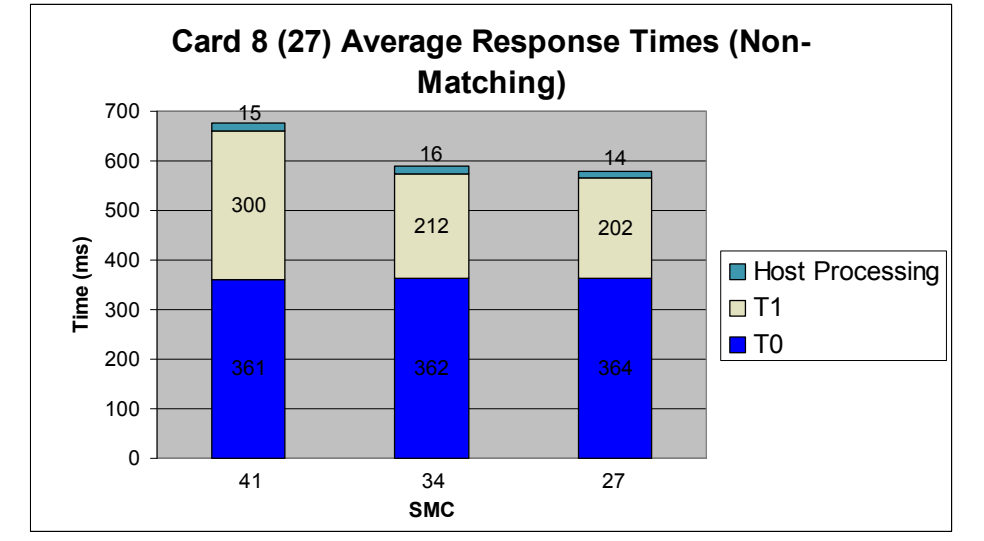 Card 8 (27) Average Response Times (Non-
Matching)
700
600
500
400
300
200
100
0
Time (ms)
15
16
14
300
212
202
361
362
364
41
34
27
SMC
Host Processing
T1
T0